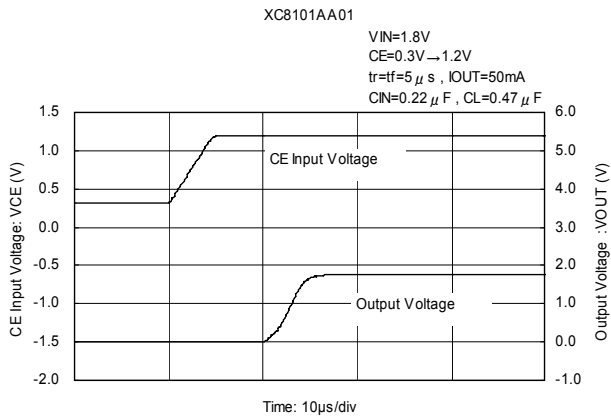 XC8101AA01
VIN=1.8V
CE=0.3V→1.2V
tr=tf=5 μ s , IOUT=50mA
CIN=0.22 μ F , CL=0.47 μ F
1.5
1.0
0.5
0.0
-0.5
-1.0
-1.5
-2.0
CE Input Voltage: VCE (V)
CE Input Voltage
Output Voltage
6.0
5.0
4.0
3.0
2.0
1.0
0.0
-1.0
Output Voltage :VOUT (V)
Time: 10μs/div